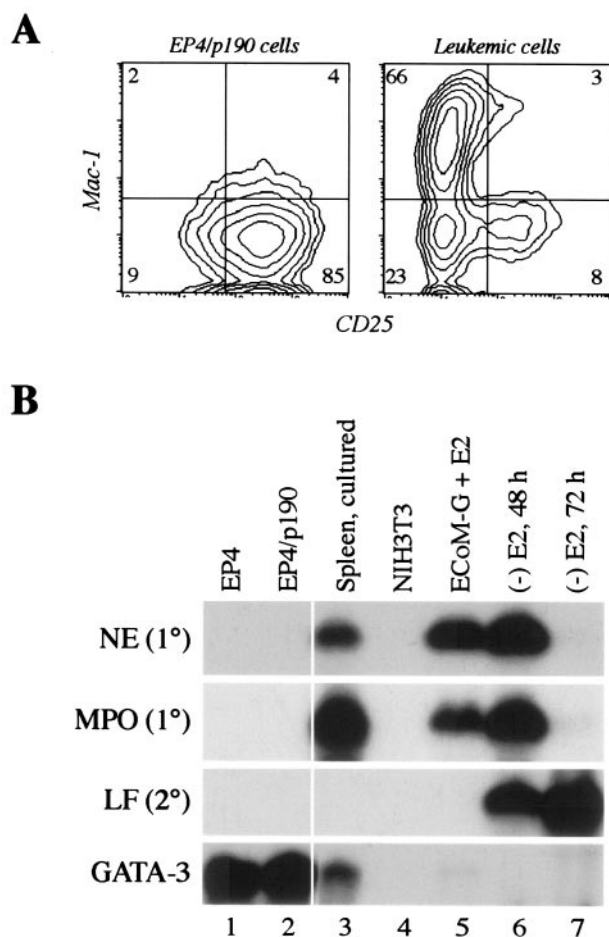 A
EP4/p190 cells
Leukemic cells
2 4
66 3
Mac-1
9 85
23 8
CD25
B
EP4
EP4/p190
Spleen, cultured
NIH3T3
ECoM-G + E2
(-) E2, 48 h
(-) E2, 72 h
NE (1°)
MPO (1°)
LF (2°)
GATA-3
1 2 3 4 5 6 7